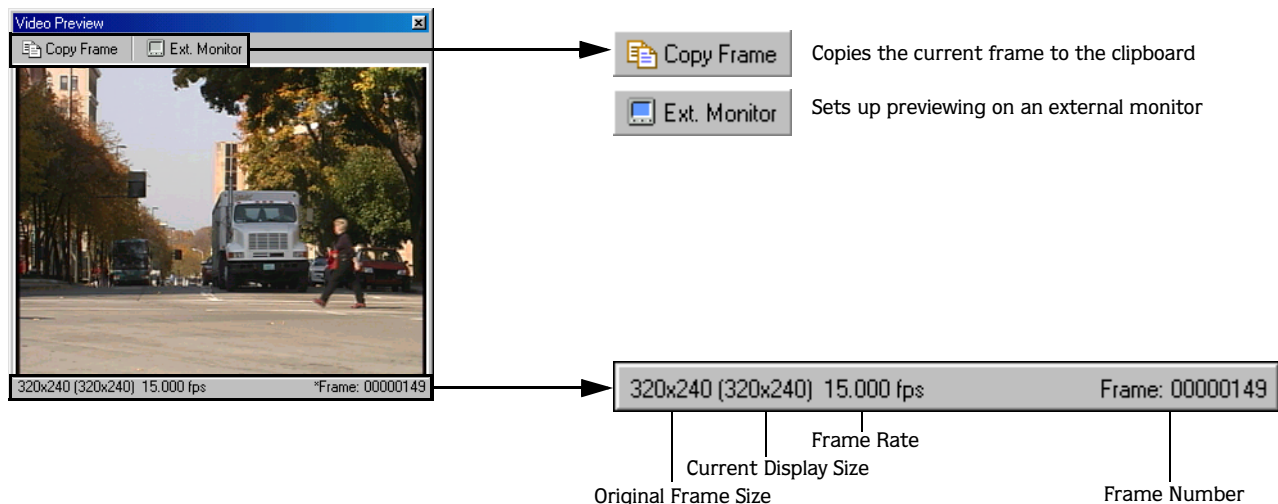 Video Preview
Copy Frame
Ext. Monitor
320x240 (320x240) 15.000 fps
*Frame: 00000149
Copy Frame
Copies the current frame to the clipboard
Ext. Monitor
Sets up previewing on an external monitor
320x240 (320x240) 15.000 fps
Frame: 00000149
Frame Rate
Current Display Size
Original Frame Size
Frame Number